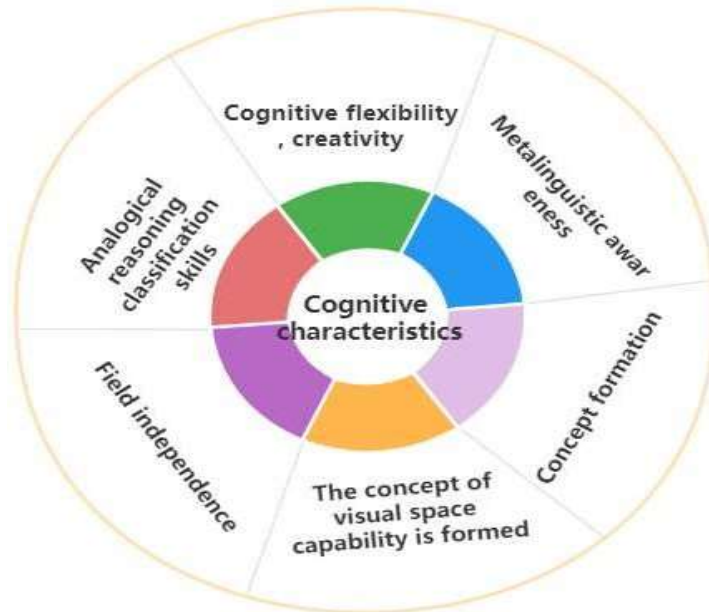 Cognitive flexibility
, creativity
Metalinguistic awar
eness
Concept formation
The concept of
visual space
capability is formed
Field independence
Analogical
reasoning
classification
skills
Cognitive
characteristics